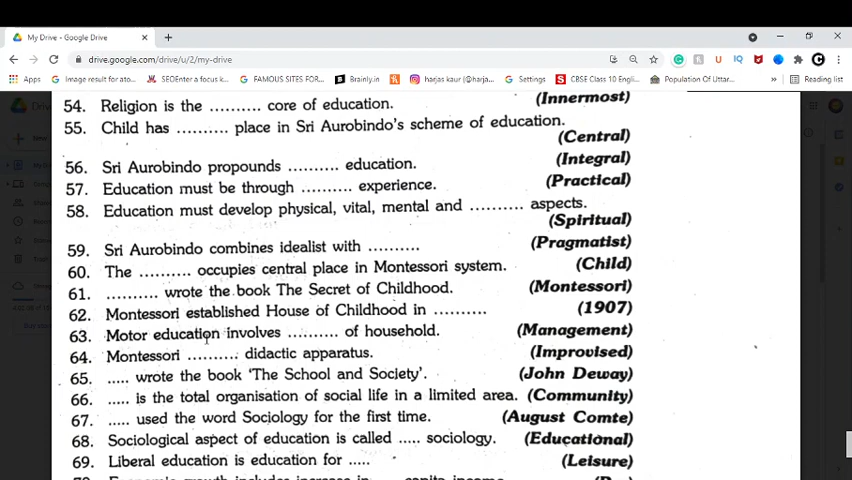 My Drive - Google Drive
drive.google.com/drive/u/2/my-drive
Apps Image result for ato... SEOEnter a focus k... FAMOUS SITES FOR... Brainly.in harjas kaur (@harja... Settings CBSE Class 10 Engli... Population Of Uttar... » Reading list
54. Religion is the .......... core of education. (Innermost)
55. Child has .......... place in Sri Aurobindo's scheme of education.
(Central)
56. Sri Aurobindo propounds .......... education. (Integral)
57. Education must be through .......... experience. (Practical)
58. Education must develop physical, vital, mental and .......... aspects.
(Spiritual)
59. Sri Aurobindo combines idealist with .......... (Pragmatist)
60. The .......... occupies central place in Montessori system. (Child)
61. .......... wrote the book The Secret of Childhood. (Montessori)
62. Montessori established House of Childhood in .......... (1907)
63. Motor education involves .......... of household. (Management)
64. Montessori .......... didactic apparatus. (Improvised)
65. ..... wrote the book 'The School and Society'. (John Deway)
66. ..... is the total organisation of social life in a limited area. (Community)
67. ..... used the word Sociology for the first time. (August Comte)
68. Sociological aspect of education is called ..... sociology. (Educational)
69. Liberal education is education for ..... (Leisure)